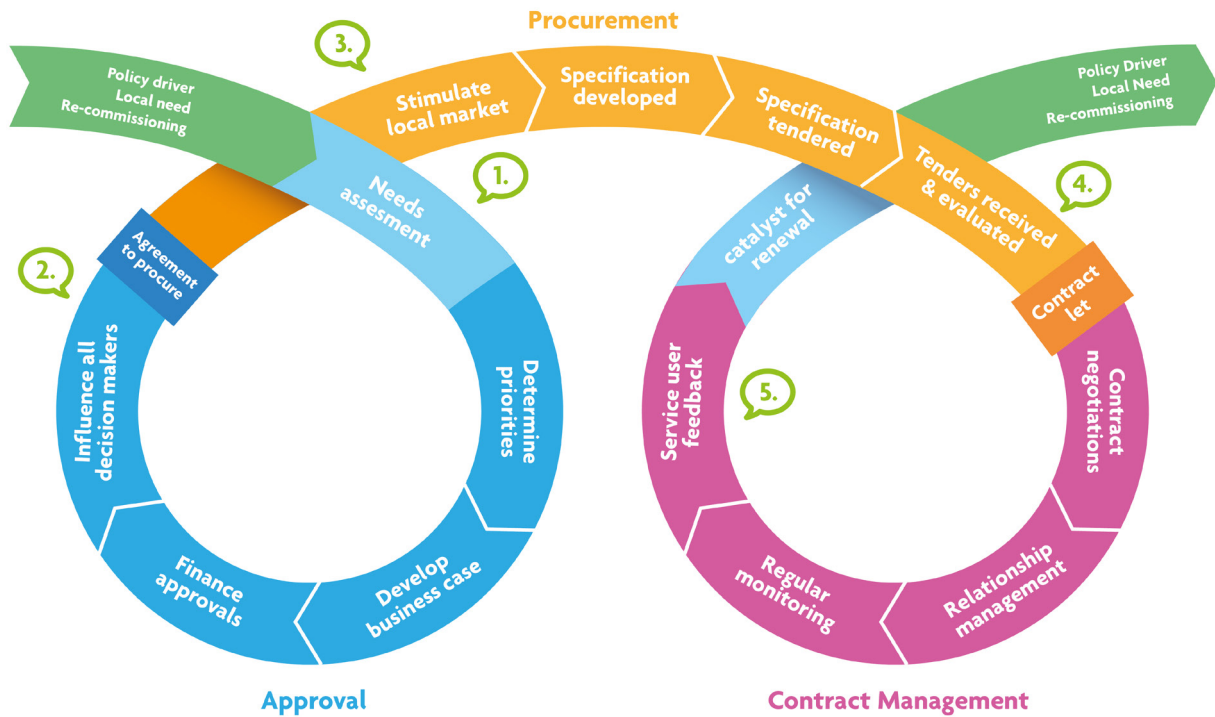 Procurement
3.
Policy driver
Local need
Re-commissioning
Stimulate
local market
Specification
developed
Specification
tendered
Policy Driver
Local Need
Re-commissioning
1.
Needs
assesment
Tenders received
& evaluated
4.
catalyst for
renewal
2.
Agreement
to procure
Contract
let
Influence all
decision makers
Determine
priorities
Service user
feedback
5.
Contract
negotiations
Finance
approvals
Develop
business case
Regular
monitoring
Relationship
management
Approval
Contract Management